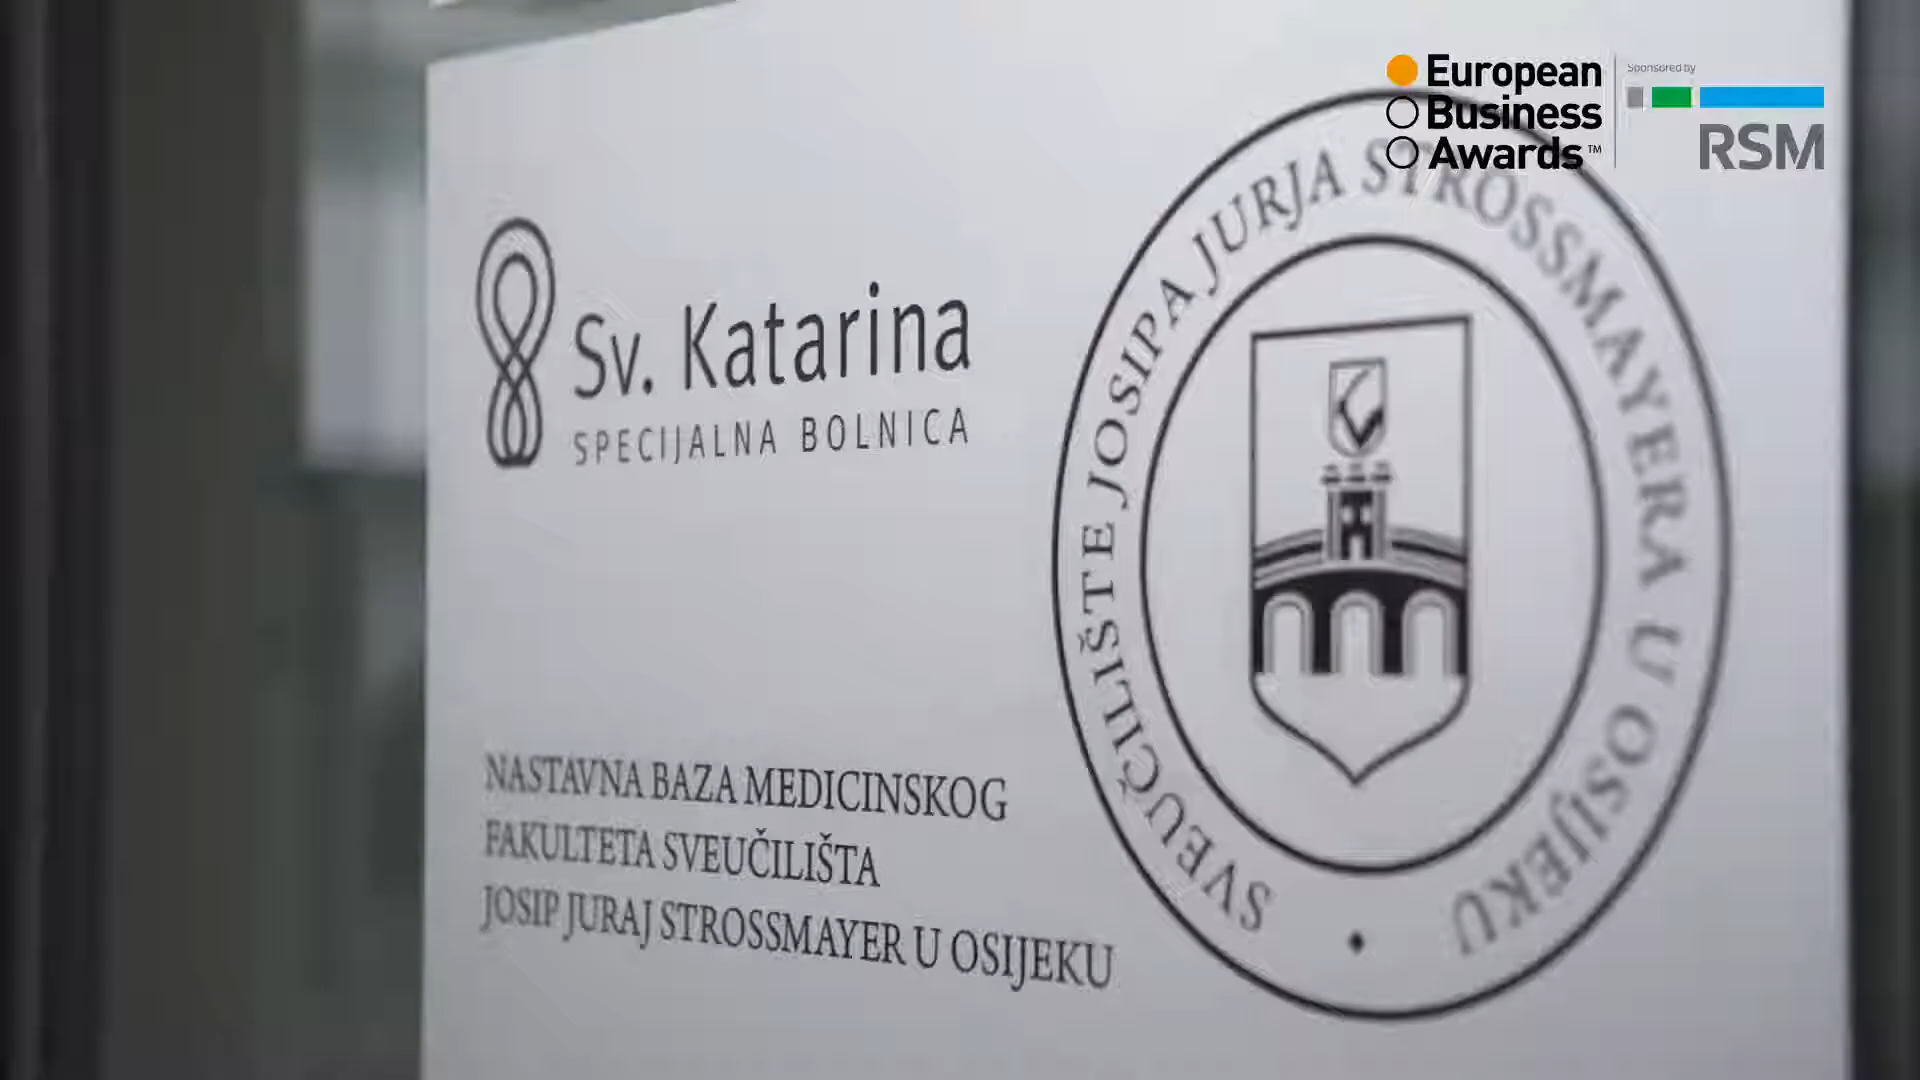 European
Business
Awards™
Sponsored by
RSM
Sv. Katarina
SPECIJALNA BOLNICA
SVEUČILIŠTE JOSIPA JURJA STROSSMAYERA U OSIJEKU
NASTAVNA BAZA MEDICINSKOG
FAKULTETA SVEUČILIŠTA
JOSIP JURAJ STROSSMAYER U OSIJEKU